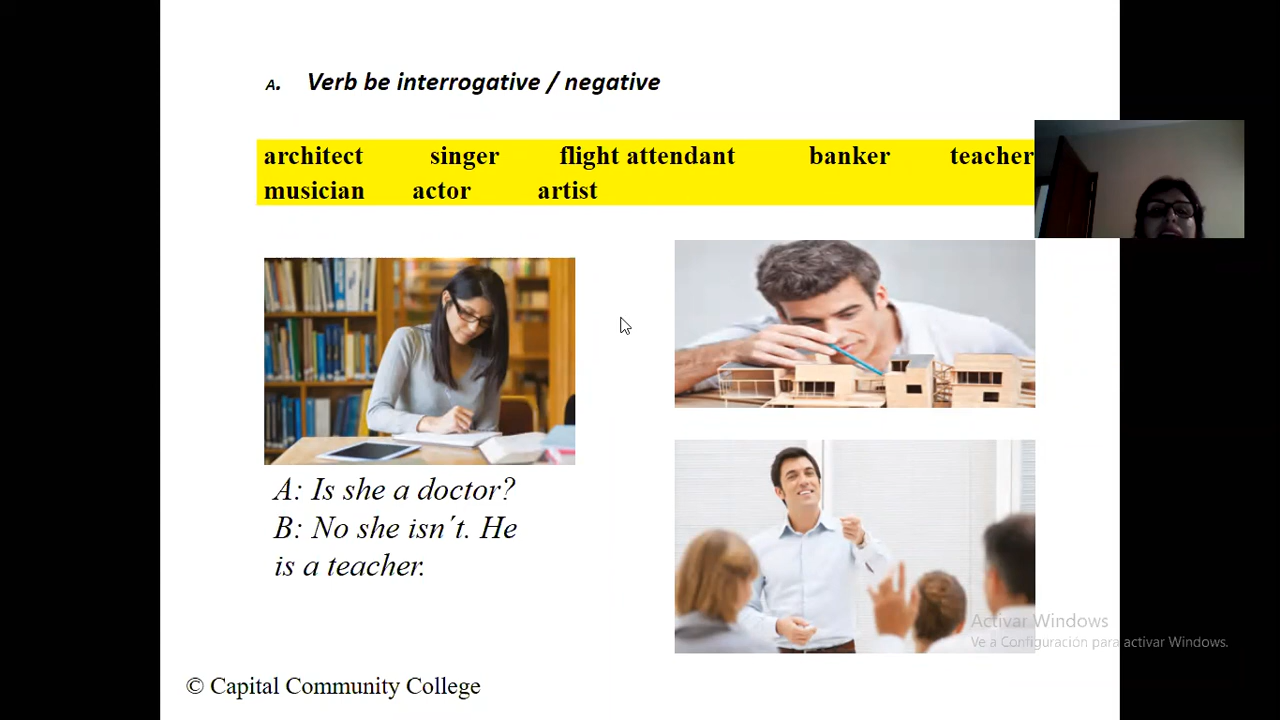 A. Verb be interrogative / negative
architect singer flight attendant banker teacher
musician actor artist
A: Is she a doctor?
B: No she isn´t. He
is a teacher.
Activar Windows
Ve a Configuración para activar Windows.
© Capital Community College